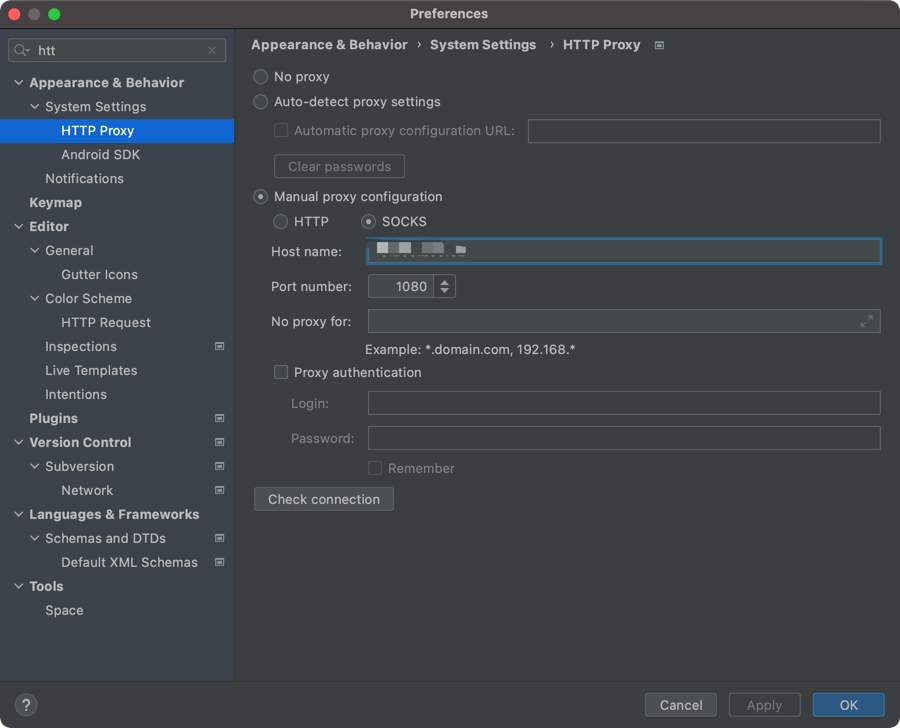 Preferences
htt
Appearance & Behavior
System Settings
HTTP Proxy
Android SDK
Notifications
Keymap
Editor
General
Gutter Icons
Color Scheme
HTTP Request
Inspections
Live Templates
Intentions
Plugins
Version Control
Subversion
Network
Languages & Frameworks
Schemas and DTDs
Default XML Schemas
Tools
Space
Appearance & Behavior › System Settings › HTTP Proxy
No proxy
Auto-detect proxy settings
Automatic proxy configuration URL:
Clear passwords
Manual proxy configuration
HTTP SOCKS
Host name:
Port number: 1080
No proxy for:
Example: *.domain.com, 192.168.*
Proxy authentication
Login:
Password:
Remember
Check connection
? Cancel Apply OK